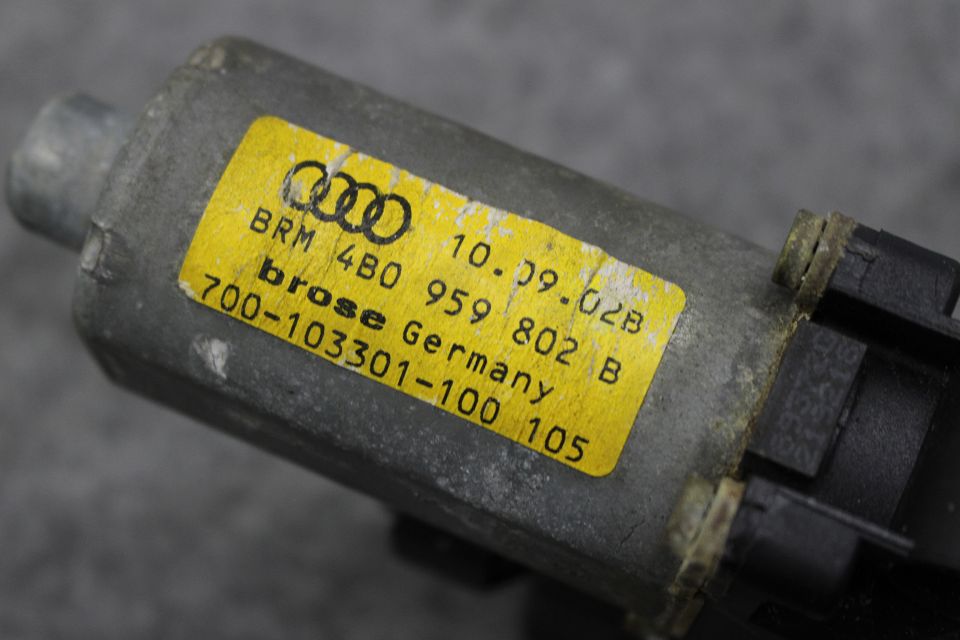 10.09.02B
BRM 4B0 959 802 B
brose Germany
700-103301-100 105